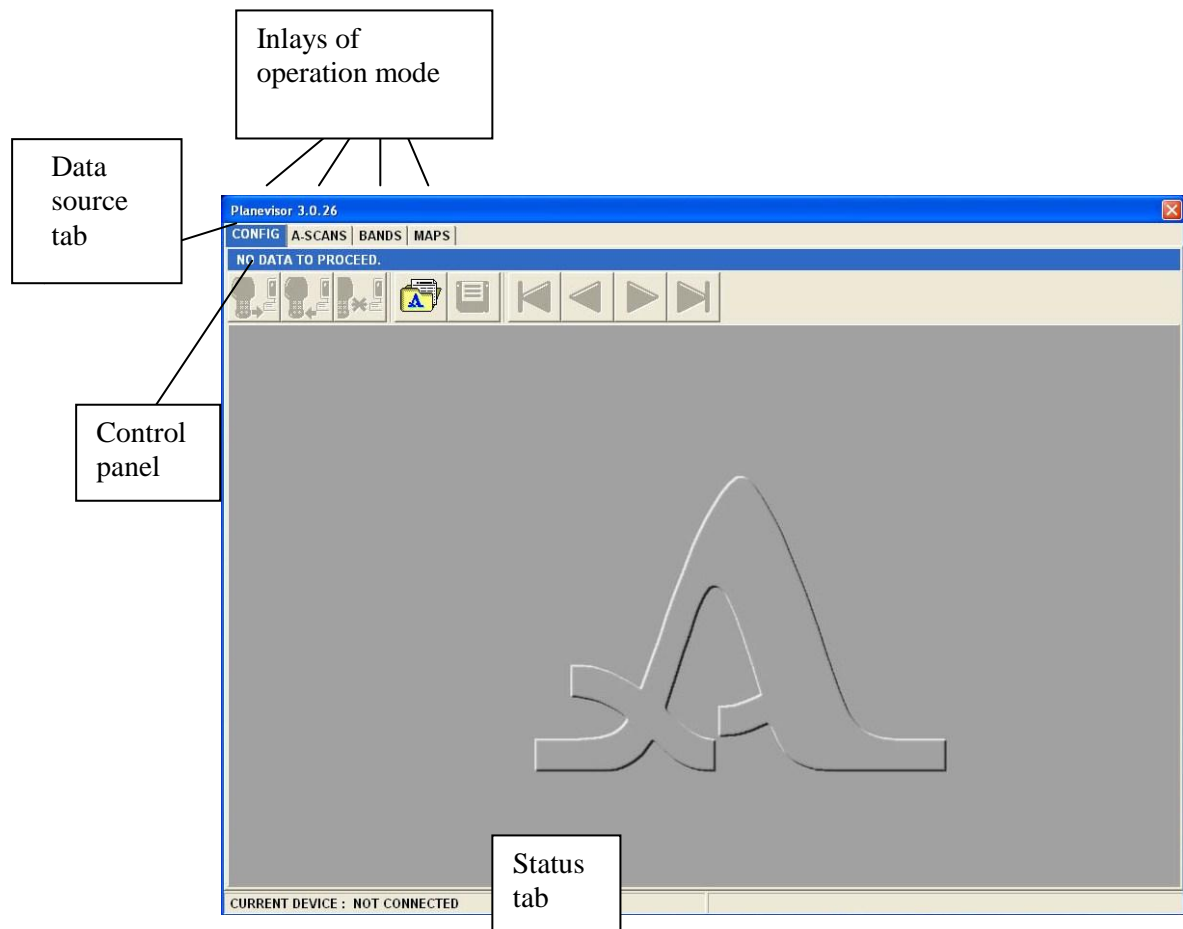 Inlays of
operation mode
Data
source
tab
Planevisor 3.0.26
CONFIG A-SCANS BANDS MAPS
NO DATA TO PROCEED.
Control
panel
Status
tab
CURRENT DEVICE : NOT CONNECTED